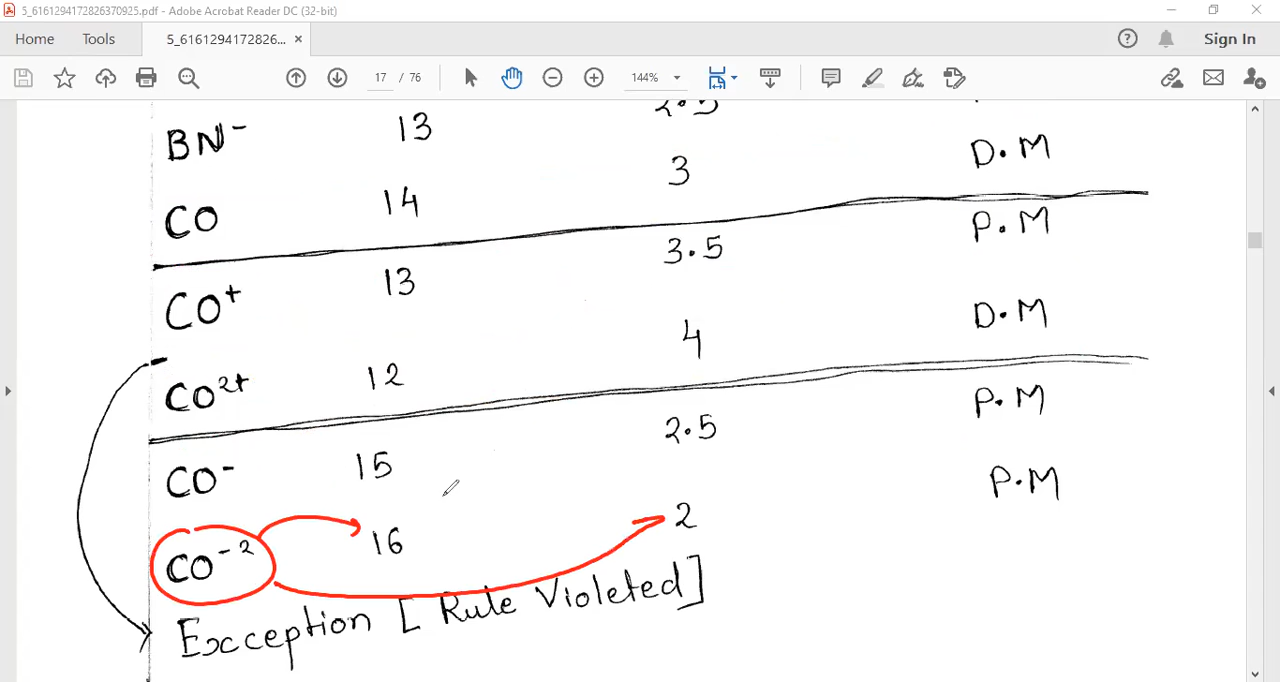 5_6161294172826370925.pdf - Adobe Acrobat Reader DC (32-bit)
Home Tools 5_6161294172826... × Sign In
17 / 76 144%
BN⁻ 13 2.5
CO 14 3 D.M
CO⁺ 13 3.5 P.M
CO²⁺ 12 4 D.M
CO⁻ 15 2.5 P.M
CO⁻² 16 2 P.M
Exception [Rule Violeted]